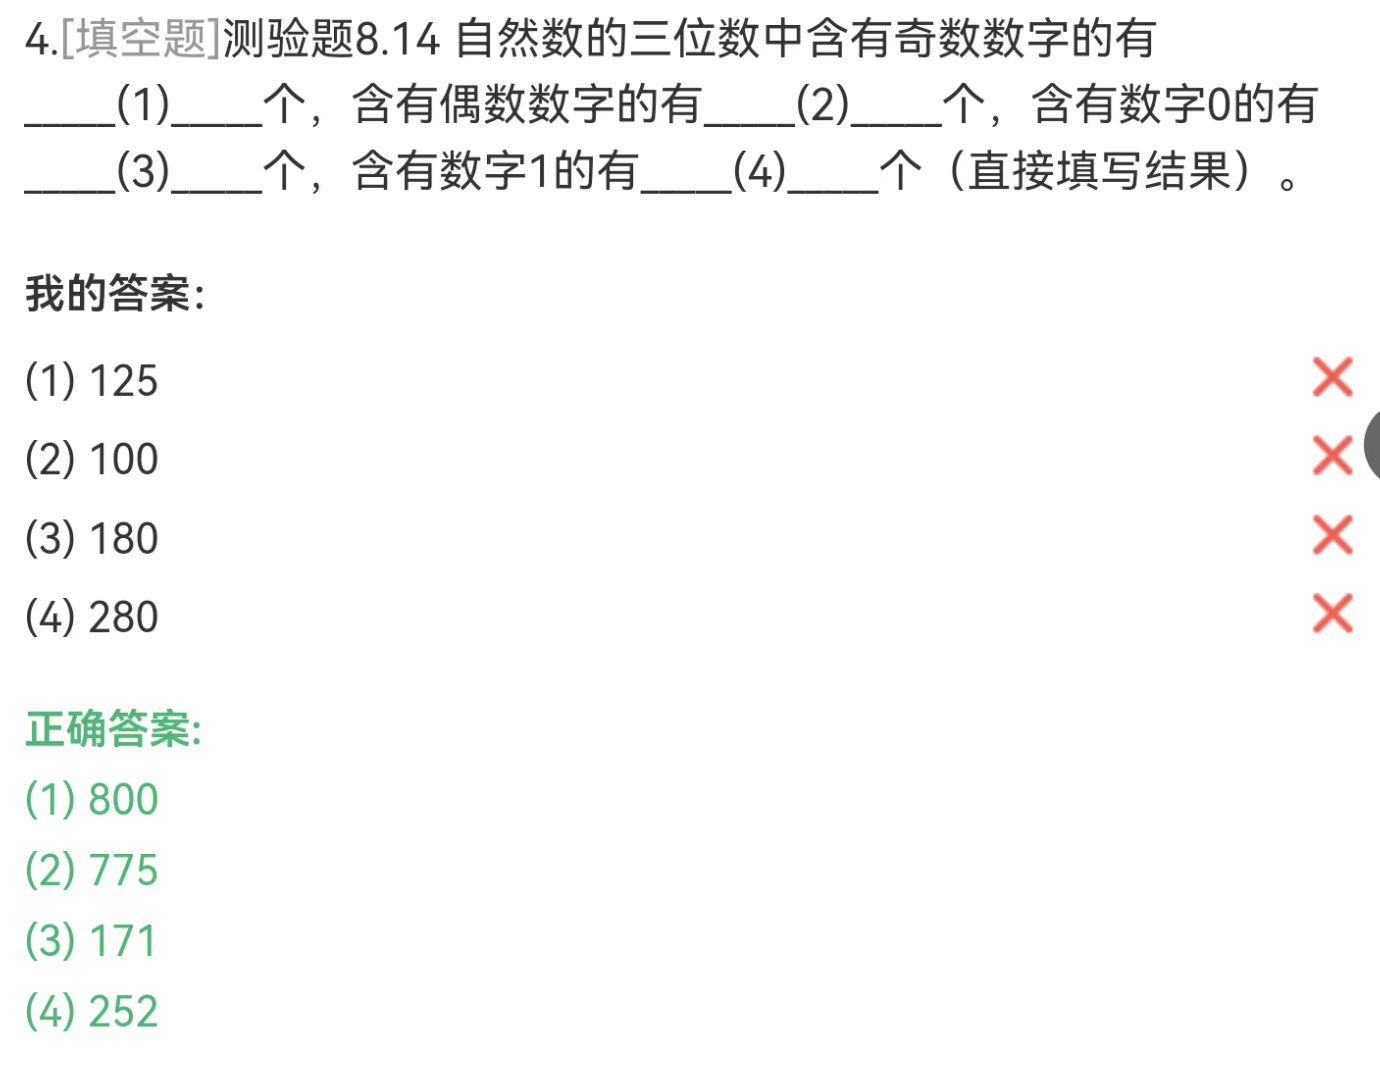 4.[填空题]测验题8.14 自然数的三位数中含有奇数数字的有
_____(1)_____个，含有偶数数字的有_____(2)_____个，含有数字0的有
_____(3)_____个，含有数字1的有_____(4)_____个（直接填写结果）。
我的答案:
(1) 125
(2) 100
(3) 180
(4) 280
正确答案:
(1) 800
(2) 775
(3) 171
(4) 252